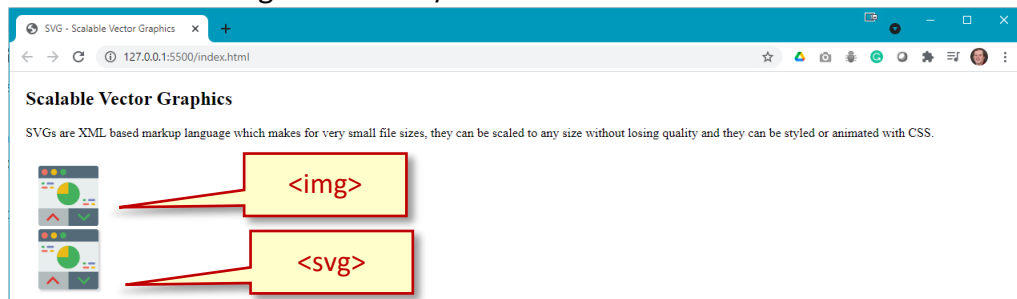 SVG - Scalable Vector Graphics
127.0.0.1:5500/index.html
Scalable Vector Graphics
SVGs are XML based markup language which makes for very small file sizes, they can be scaled to any size without losing quality and they can be styled or animated with CSS.
<img>
<svg>